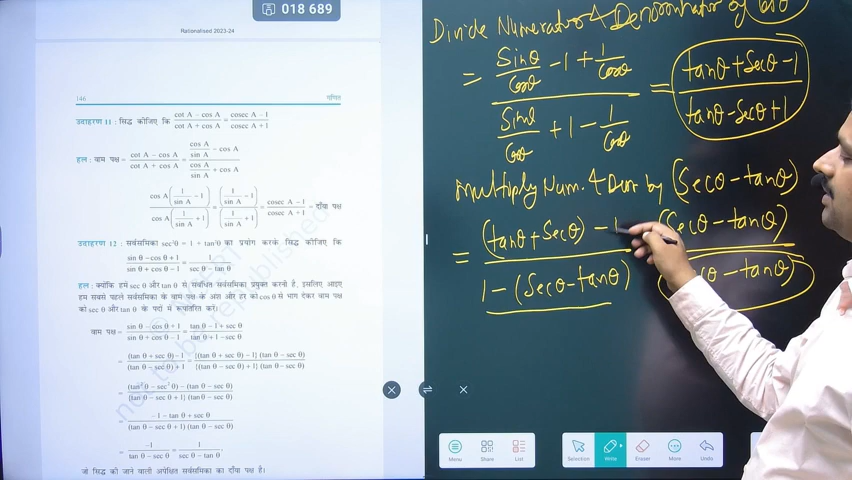 018 689
Rationalised 2023-24
146 गणित
उदाहरण 11 : सिद्ध कीजिए कि (cot A – cos A)/(cot A + cos A) = (cosec A – 1)/(cosec A + 1)
हल : वाम पक्ष = (cot A – cos A)/(cot A + cos A) = (cos A/sin A – cos A)/(cos A/sin A + cos A)
= cos A(1/sin A – 1)/cos A(1/sin A + 1) = (1/sin A – 1)/(1/sin A + 1) = (cosec A – 1)/(cosec A + 1) = दाँया पक्ष
उदाहरण 12 : सर्वसमिका sec²θ = 1 + tan²θ का प्रयोग करके सिद्ध कीजिए कि
(sin θ – cos θ + 1)/(sin θ + cos θ – 1) = 1/(sec θ – tan θ)
हल : क्योंकि हमें sec θ और tan θ से संबंधित सर्वसमिका प्रयुक्त करनी है, इसलिए आइए
हम सबसे पहले सर्वसमिका के वाम पक्ष के अंश और हर को cos θ से भाग देकर वाम पक्ष
को sec θ और tan θ के पदों में रूपांतरित करें।
वाम पक्ष = (sin θ – cos θ + 1)/(sin θ + cos θ – 1) = (tan θ – 1 + sec θ)/(tan θ + 1 – sec θ)
= ((tan θ + sec θ) – 1)/((tan θ – sec θ) + 1) = {(tan θ + sec θ) – 1} (tan θ – sec θ)/{(tan θ – sec θ) + 1} (tan θ – sec θ)
= ((tan²θ – sec²θ) – (tan θ – sec θ))/({tan θ – sec θ + 1} (tan θ – sec θ))
= (–1 – tan θ + sec θ)/((tan θ – sec θ + 1) (tan θ – sec θ))
= –1/(tan θ – sec θ) = 1/(sec θ – tan θ)
जो सिद्ध की जाने वाली अपेक्षित सर्वसमिका का दाँया पक्ष है।
Divide Numerator & Denominator by
= (Sinθ/Cosθ – 1 + 1/Cosθ)/(Sinθ/Cosθ + 1 – 1/Cosθ) = (tanθ + Secθ – 1)/(tanθ – Secθ + 1)
Multiply Num. & Den by (Secθ – tanθ)
= (tanθ + Secθ) – 1 (Secθ – tanθ)
1 – (Secθ – tanθ) – tanθ)
Menu
Share
List
Selection
Write
Eraser
More
Undo